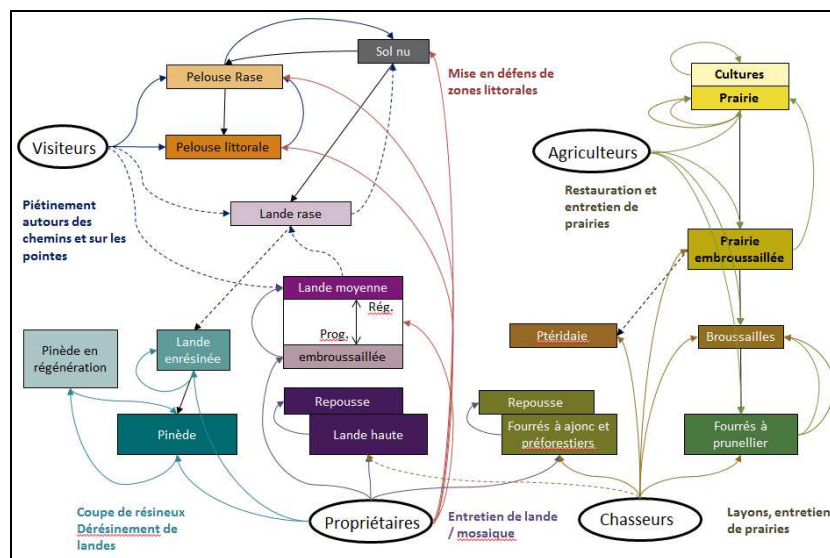 Sol nu
Pelouse Rase
Mise en défens de
zones littorales
Cultures
Prairie
Visiteurs
Pelouse littorale
Agriculteurs
Piétinement
autours des
chemins et sur les
pointes
Lande rase
Restauration et
entretien de
prairies
Prairie
embroussaillée
Lande moyenne
Rég.
Prog.
embroussaillée
Pinède en
régénération
Lande
enrésinée
Ptéridaie
Broussailles
Repousse
Lande haute
Repousse
Fourrés à ajonc et
préforestiers
Fourrés à
prunellier
Pinède
Coupe de résineux
Dérésinement de
landes
Propriétaires
Entretien de lande
/ mosaique
Chasseurs
Layons, entretien
de prairies